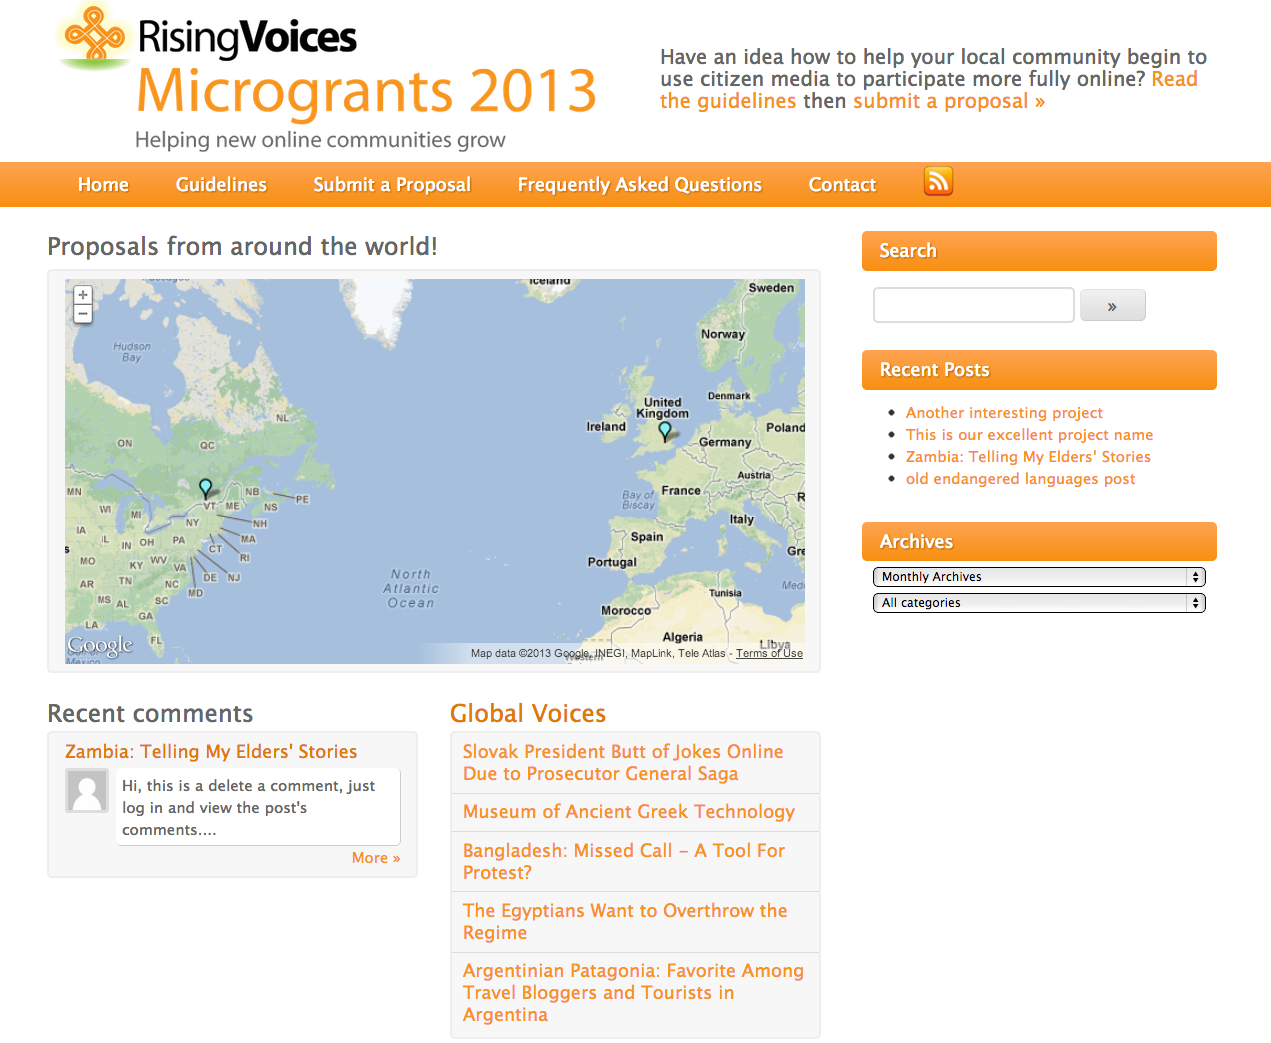 RisingVoices
Microgrants 2013
Helping new online communities grow
Have an idea how to help your local community begin to
use citizen media to participate more fully online? Read
the guidelines then submit a proposal »
Home Guidelines Submit a Proposal Frequently Asked Questions Contact
Proposals from around the world!
+
−
Iceland
Sweden
Norway
Hudson
Bay
Denmark
United
Kingdom
NL
Ireland
Poland
ON
QC
Germany
Austria
MN
NB
PE
France
WI
MI
VT
ME
NS
Bay of
Biscay
NY
NH
Italy
IA
IL
IN
OH
PA
MA
Spain
CT
Gre
MO
KY
WV
VA
RI
Portugal
AR
TN
NC
DE
NJ
North
Atlantic
Ocean
MD
Tunisia
MS
AL
SC
Morocco
GA
LA
FL
Algeria
Libya
Google
Map data ©2013 Google, INEGI, MapLink, Tele Atlas - Terms of Use
Recent comments
Zambia: Telling My Elders' Stories
Hi, this is a delete a comment, just
log in and view the post's
comments....
More »
Global Voices
Slovak President Butt of Jokes Online
Due to Prosecutor General Saga
Museum of Ancient Greek Technology
Bangladesh: Missed Call – A Tool For
Protest?
The Egyptians Want to Overthrow the
Regime
Argentinian Patagonia: Favorite Among
Travel Bloggers and Tourists in
Argentina
Search
»
Recent Posts
Another interesting project
This is our excellent project name
Zambia: Telling My Elders' Stories
old endangered languages post
Archives
Monthly Archives
All categories